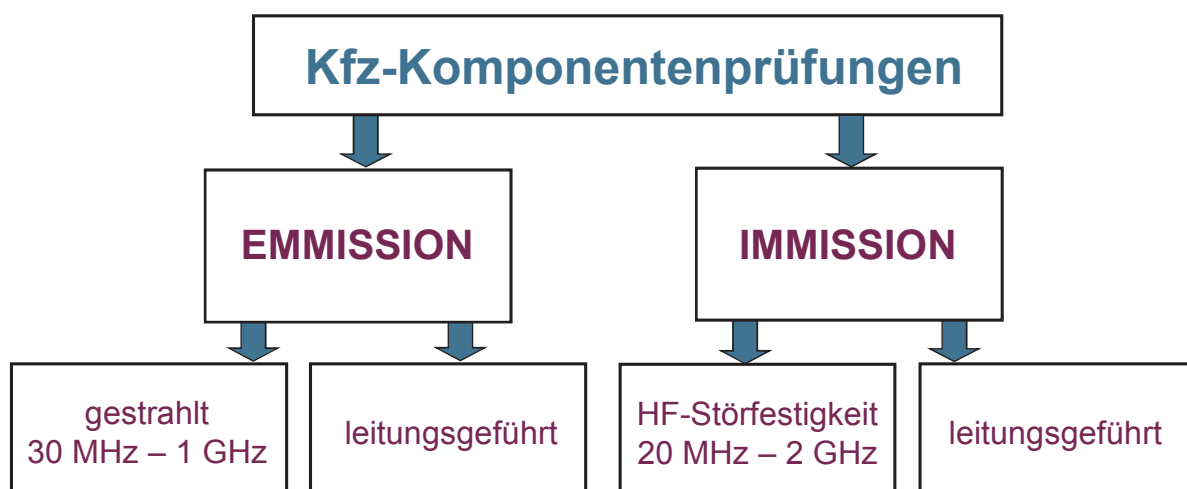 Kfz-Komponentenprüfungen
EMMISSION
IMMISSION
gestrahlt
30 MHz – 1 GHz
leitungsgeführt
HF-Störfestigkeit
20 MHz – 2 GHz
leitungsgeführt